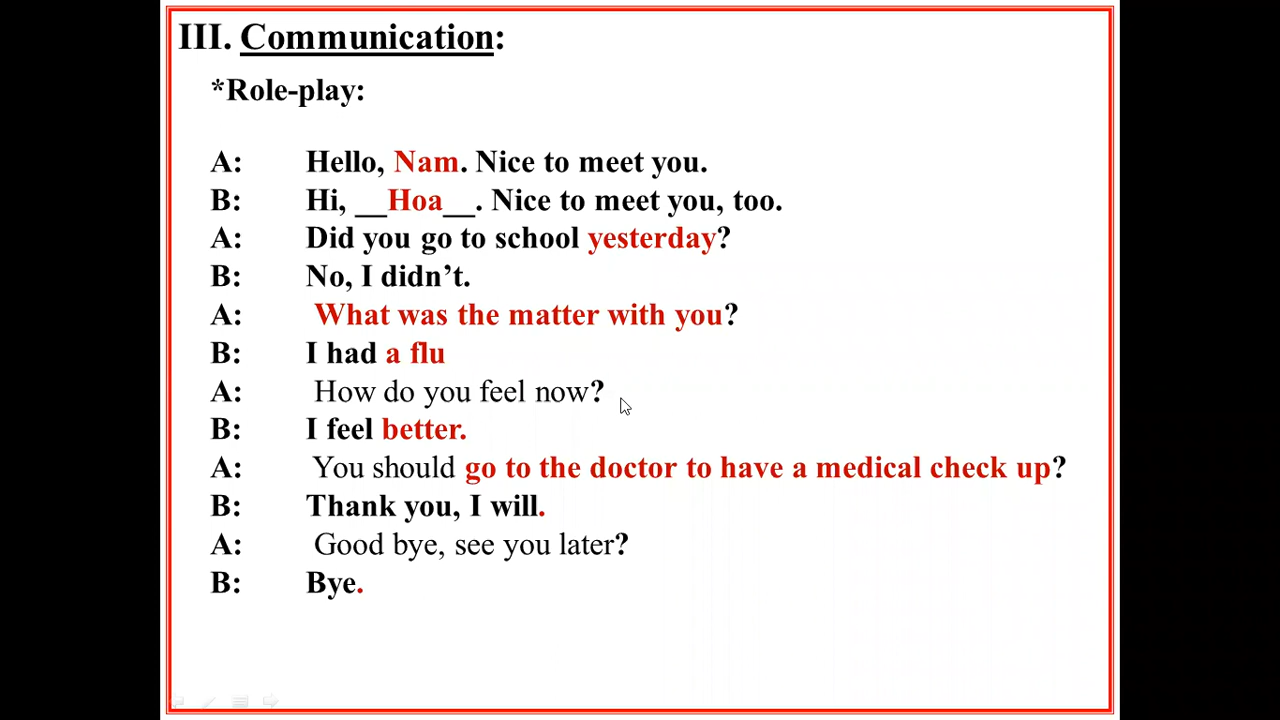 III. Communication:
*Role-play:
A: Hello, Nam. Nice to meet you.
B: Hi, __Hoa__. Nice to meet you, too.
A: Did you go to school yesterday?
B: No, I didn’t.
A: What was the matter with you?
B: I had a flu
A: How do you feel now?
B: I feel better.
A: You should go to the doctor to have a medical check up?
B: Thank you, I will.
A: Good bye, see you later?
B: Bye.